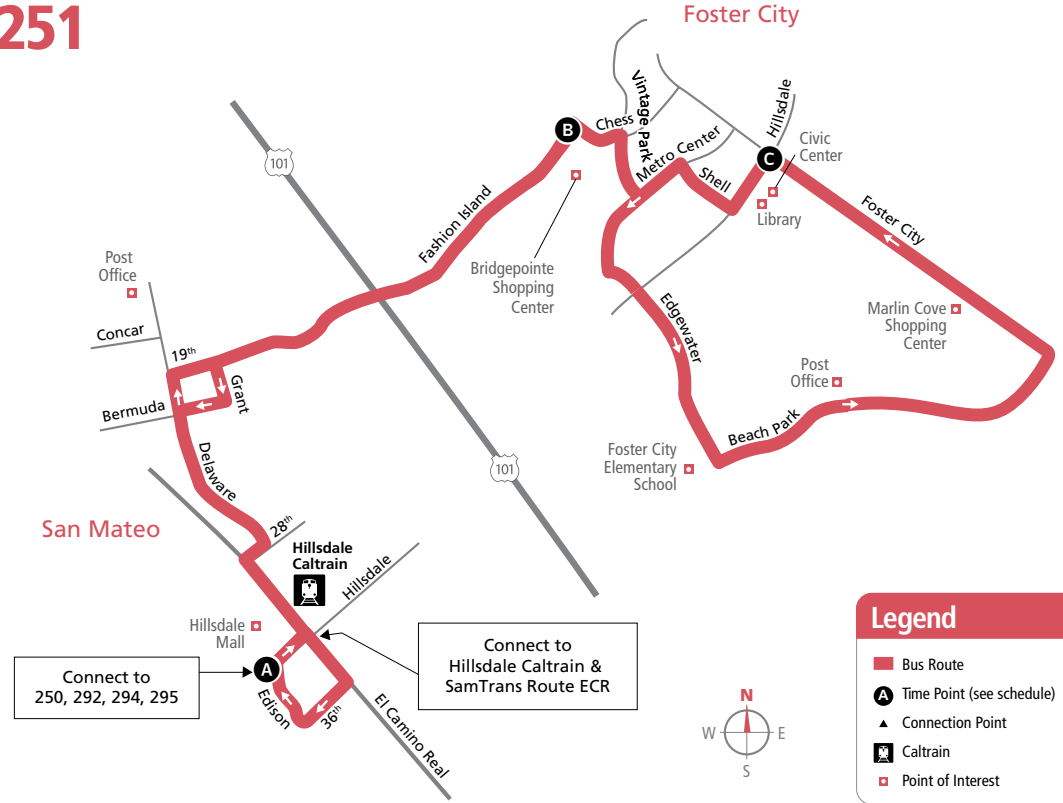 251
Foster City
101
Vintage Park
Chess
Metro Center
Hillsdale
Civic
Center
B
C
Shell
Library
Foster City
Fashion Island
Bridgepointe
Shopping
Center
Post
Office
Concar
19th
Grant
Bermuda
Edgewater
Marlin Cove
Shopping
Center
Post
Office
Beach Park
Foster City
Elementary
School
Delaware
101
San Mateo
28th
Hillsdale
Caltrain
Hillsdale
Hillsdale
Mall
Connect to
250, 292, 294, 295
A
Edison
36th
El Camino Real
Connect to
Hillsdale Caltrain &
SamTrans Route ECR
N
W
E
S
Legend
Bus Route
A Time Point (see schedule)
Connection Point
Caltrain
Point of Interest